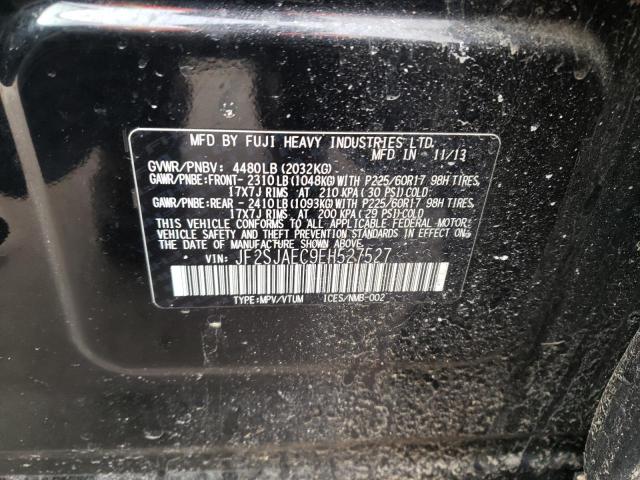 MFD BY FUJI HEAVY INDUSTRIES LTD.
MFD IN 11/13
GVWR/PNBV: 4480LB(2032KG)
GAWR/PNBE:FRONT-2310LB(1048KG)WITH P225/60R17 98H TIRES,
17X7J RIMS AT 210 KPA(30 PSI)COLD
GAWR/PNBE:REAR -2410LB(1093KG)WITH P225/60R17 98H TIRES,
17X7J RIMS AT 200 KPA(29 PSI)COLD
THIS VEHICLE CONFORMS TO ALL APPLICABLE FEDERAL MOTOR
VEHICLE SAFETY STANDARDS IN EFFECT ON THE DATE OF
MANUFACTURE SHOWN ABOVE.
VIN: JF2SJAEC9EH527527
TYPE:MPV/VTUM ICES/NMB-002